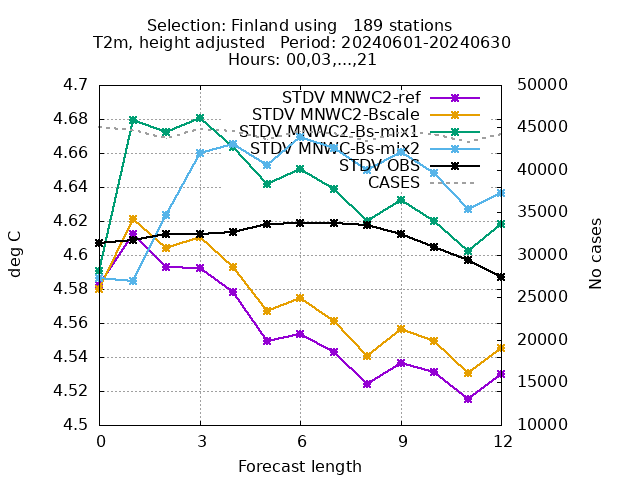 Selection: Finland using   189 stations
T2m, height adjusted   Period: 20240601-20240630
Hours: 00,03,...,21
4.7
4.68
4.66
4.64
4.62
4.6
4.58
4.56
4.54
4.52
4.5
deg C
STDV MNWC2-ref
STDV MNWC2-Bscale
STDV MNWC2-Bs-mix1
STDV MNWC-Bs-mix2
STDV OBS
CASES
50000
45000
40000
35000
30000
25000
20000
15000
10000
No cases
0 3 6 9 12
Forecast length